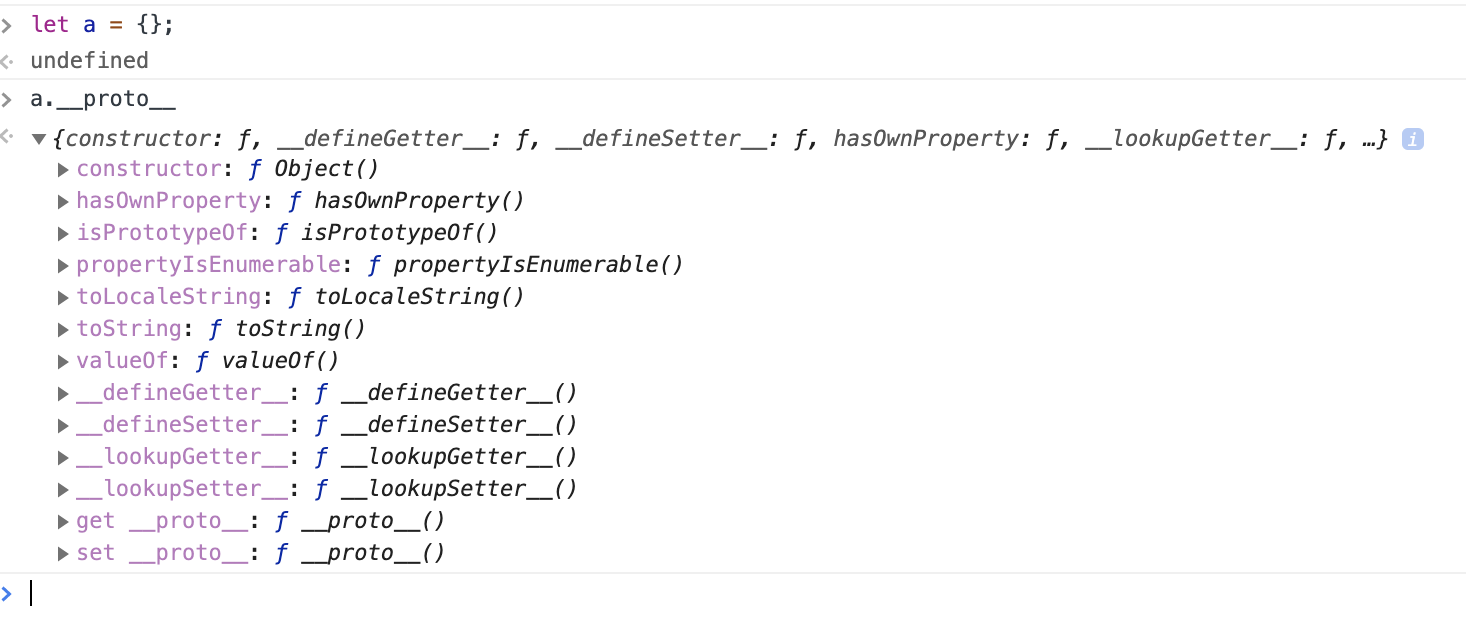 > let a = {};
<· undefined
> a.__proto__
<· ▼{constructor: ƒ, __defineGetter__: ƒ, __defineSetter__: ƒ, hasOwnProperty: ƒ, __lookupGetter__: ƒ, …} i
▶constructor: ƒ Object()
▶hasOwnProperty: ƒ hasOwnProperty()
▶isPrototypeOf: ƒ isPrototypeOf()
▶propertyIsEnumerable: ƒ propertyIsEnumerable()
▶toLocaleString: ƒ toLocaleString()
▶toString: ƒ toString()
▶valueOf: ƒ valueOf()
▶__defineGetter__: ƒ __defineGetter__()
▶__defineSetter__: ƒ __defineSetter__()
▶__lookupGetter__: ƒ __lookupGetter__()
▶__lookupSetter__: ƒ __lookupSetter__()
▶get __proto__: ƒ __proto__()
▶set __proto__: ƒ __proto__()
>